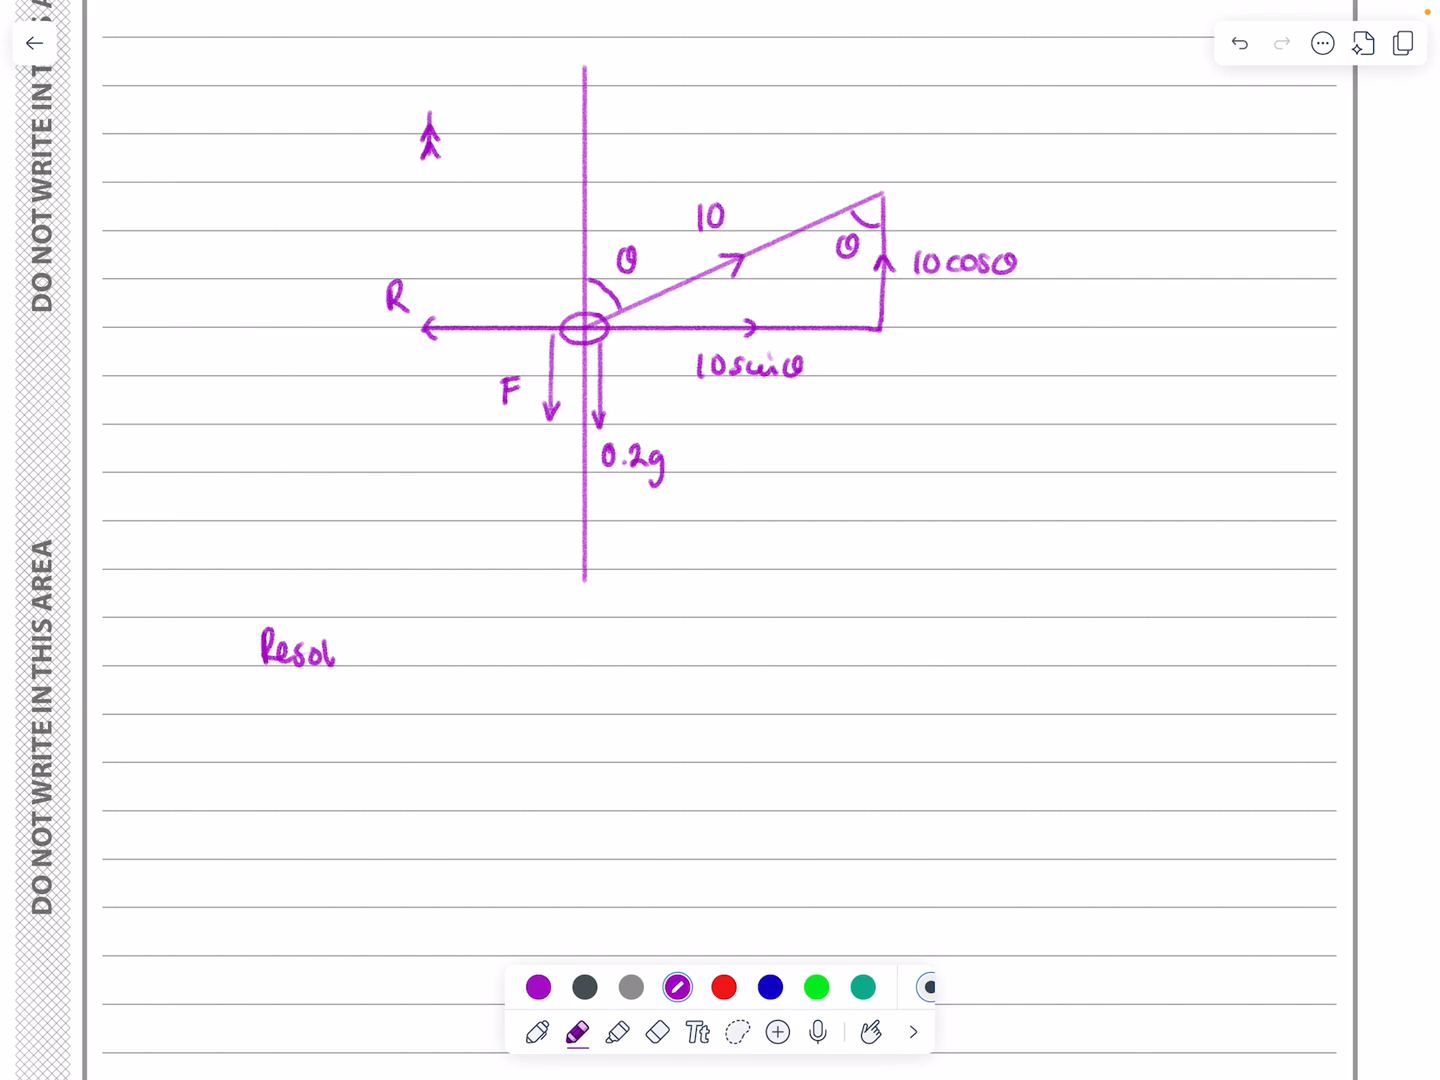 DO NOT WRITE IN THIS AREA
10
θ
θ
10cosθ
R
10sinθ
F
0.2g
Resol
DO NOT WRITE IN THIS AREA
Tt